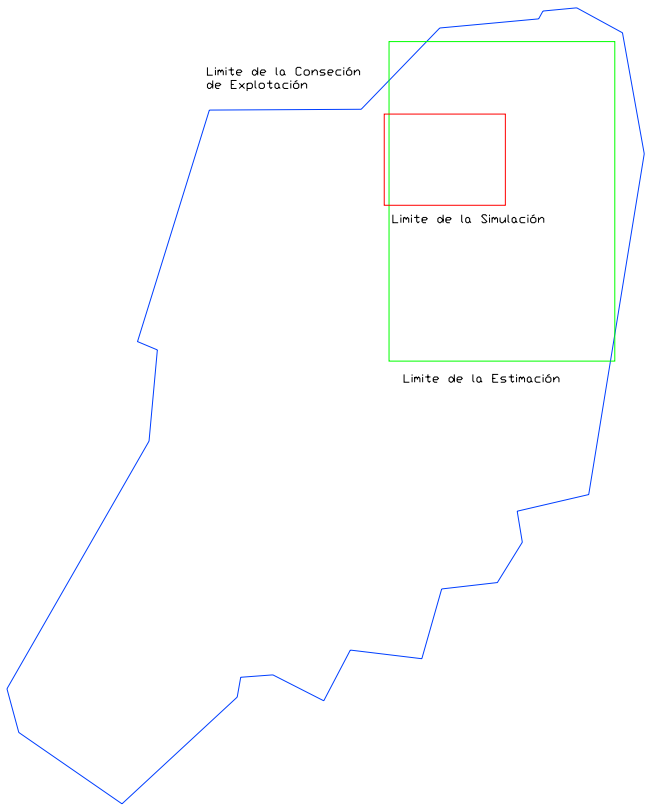 Limite de la Conseción
de Explotación
Limite de la Simulación
Limite de la Estimación